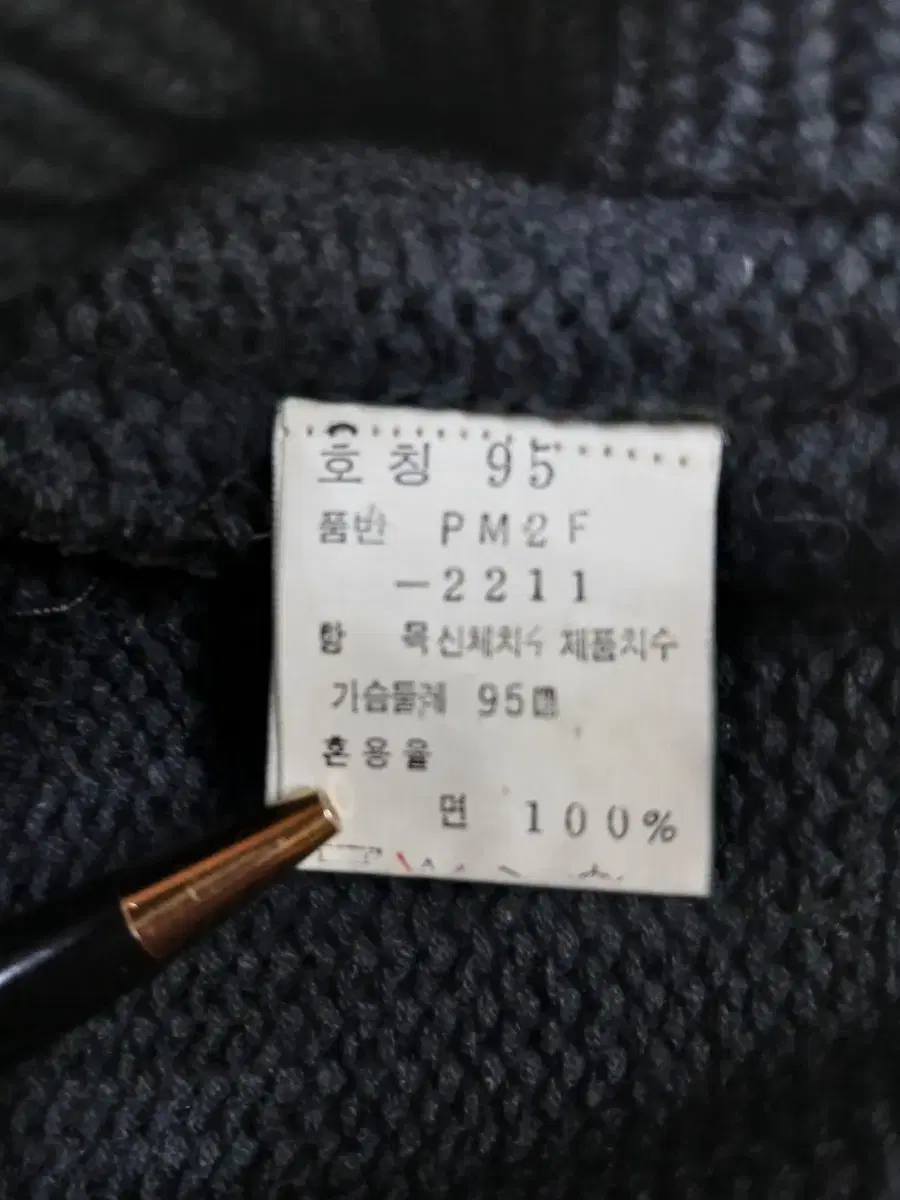 호 칭 95
품번 PM2F
-2211
항 목 신체치수 제품치수
가슴둘레 95㎝
혼용율
면 100%